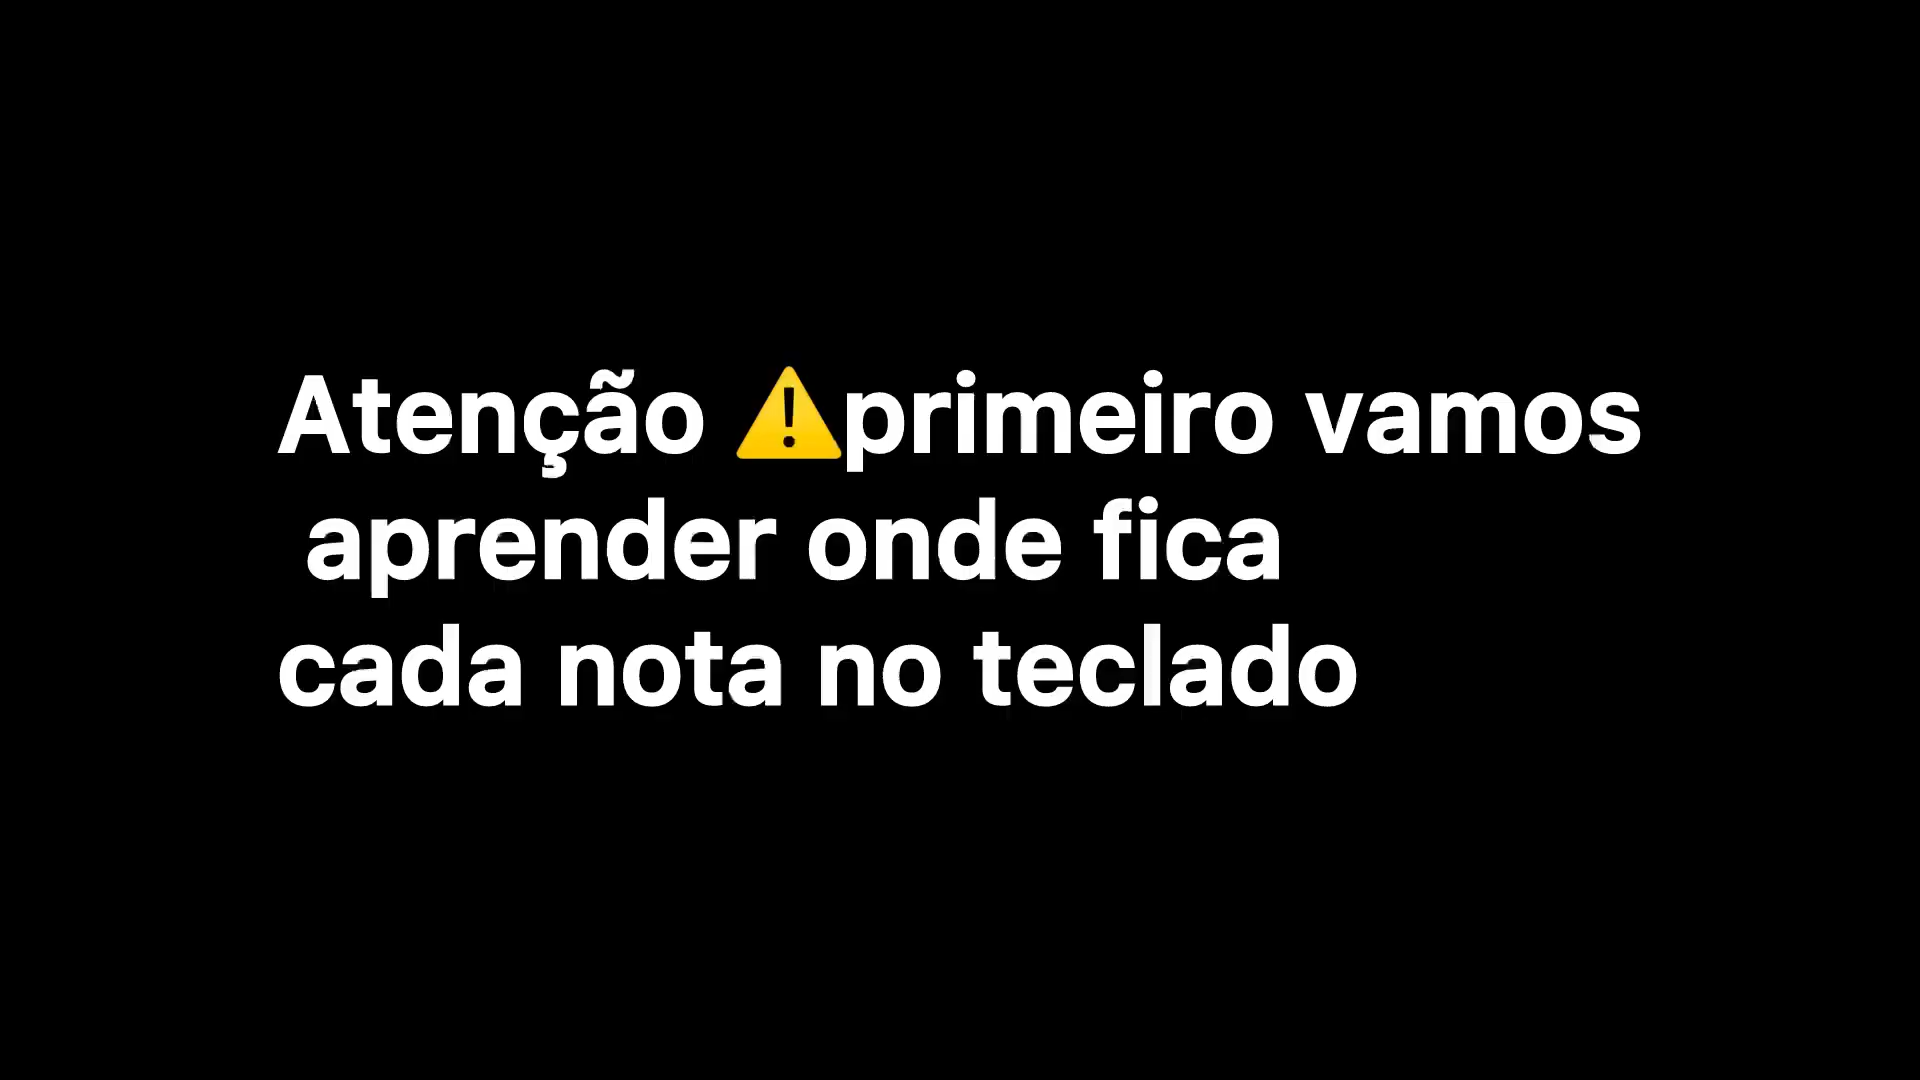 Atenção ⚠️primeiro vamos
aprender onde fica
cada nota no teclado